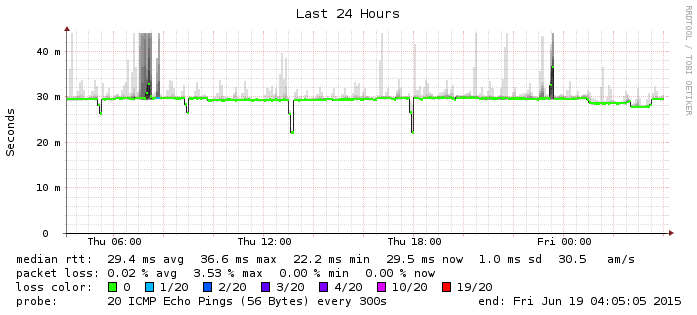 Last 24 Hours
RRDTOOL / TOBI OETIKER
Seconds
40 m
30 m
20 m
10 m
0
Thu 06:00 Thu 12:00 Thu 18:00 Fri 00:00
median rtt: 29.4 ms avg 36.6 ms max 22.2 ms min 29.5 ms now 1.0 ms sd 30.5 am/s
packet loss: 0.02 % avg 3.53 % max 0.00 % min 0.00 % now
loss color: 0 1/20 2/20 3/20 4/20 10/20 19/20
probe: 20 ICMP Echo Pings (56 Bytes) every 300s end: Fri Jun 19 04:05:05 2015